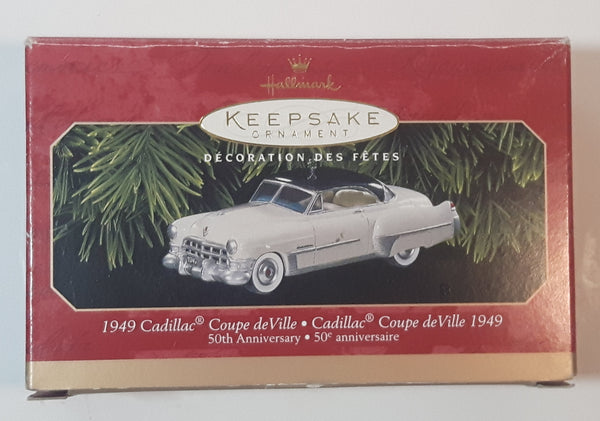 Hallmark
KEEPSAKE
ORNAMENT
DÉCORATION DES FÊTES
1949 Cadillac® Coupe deVille • Cadillac® Coupe deVille 1949
50th Anniversary • 50e anniversaire